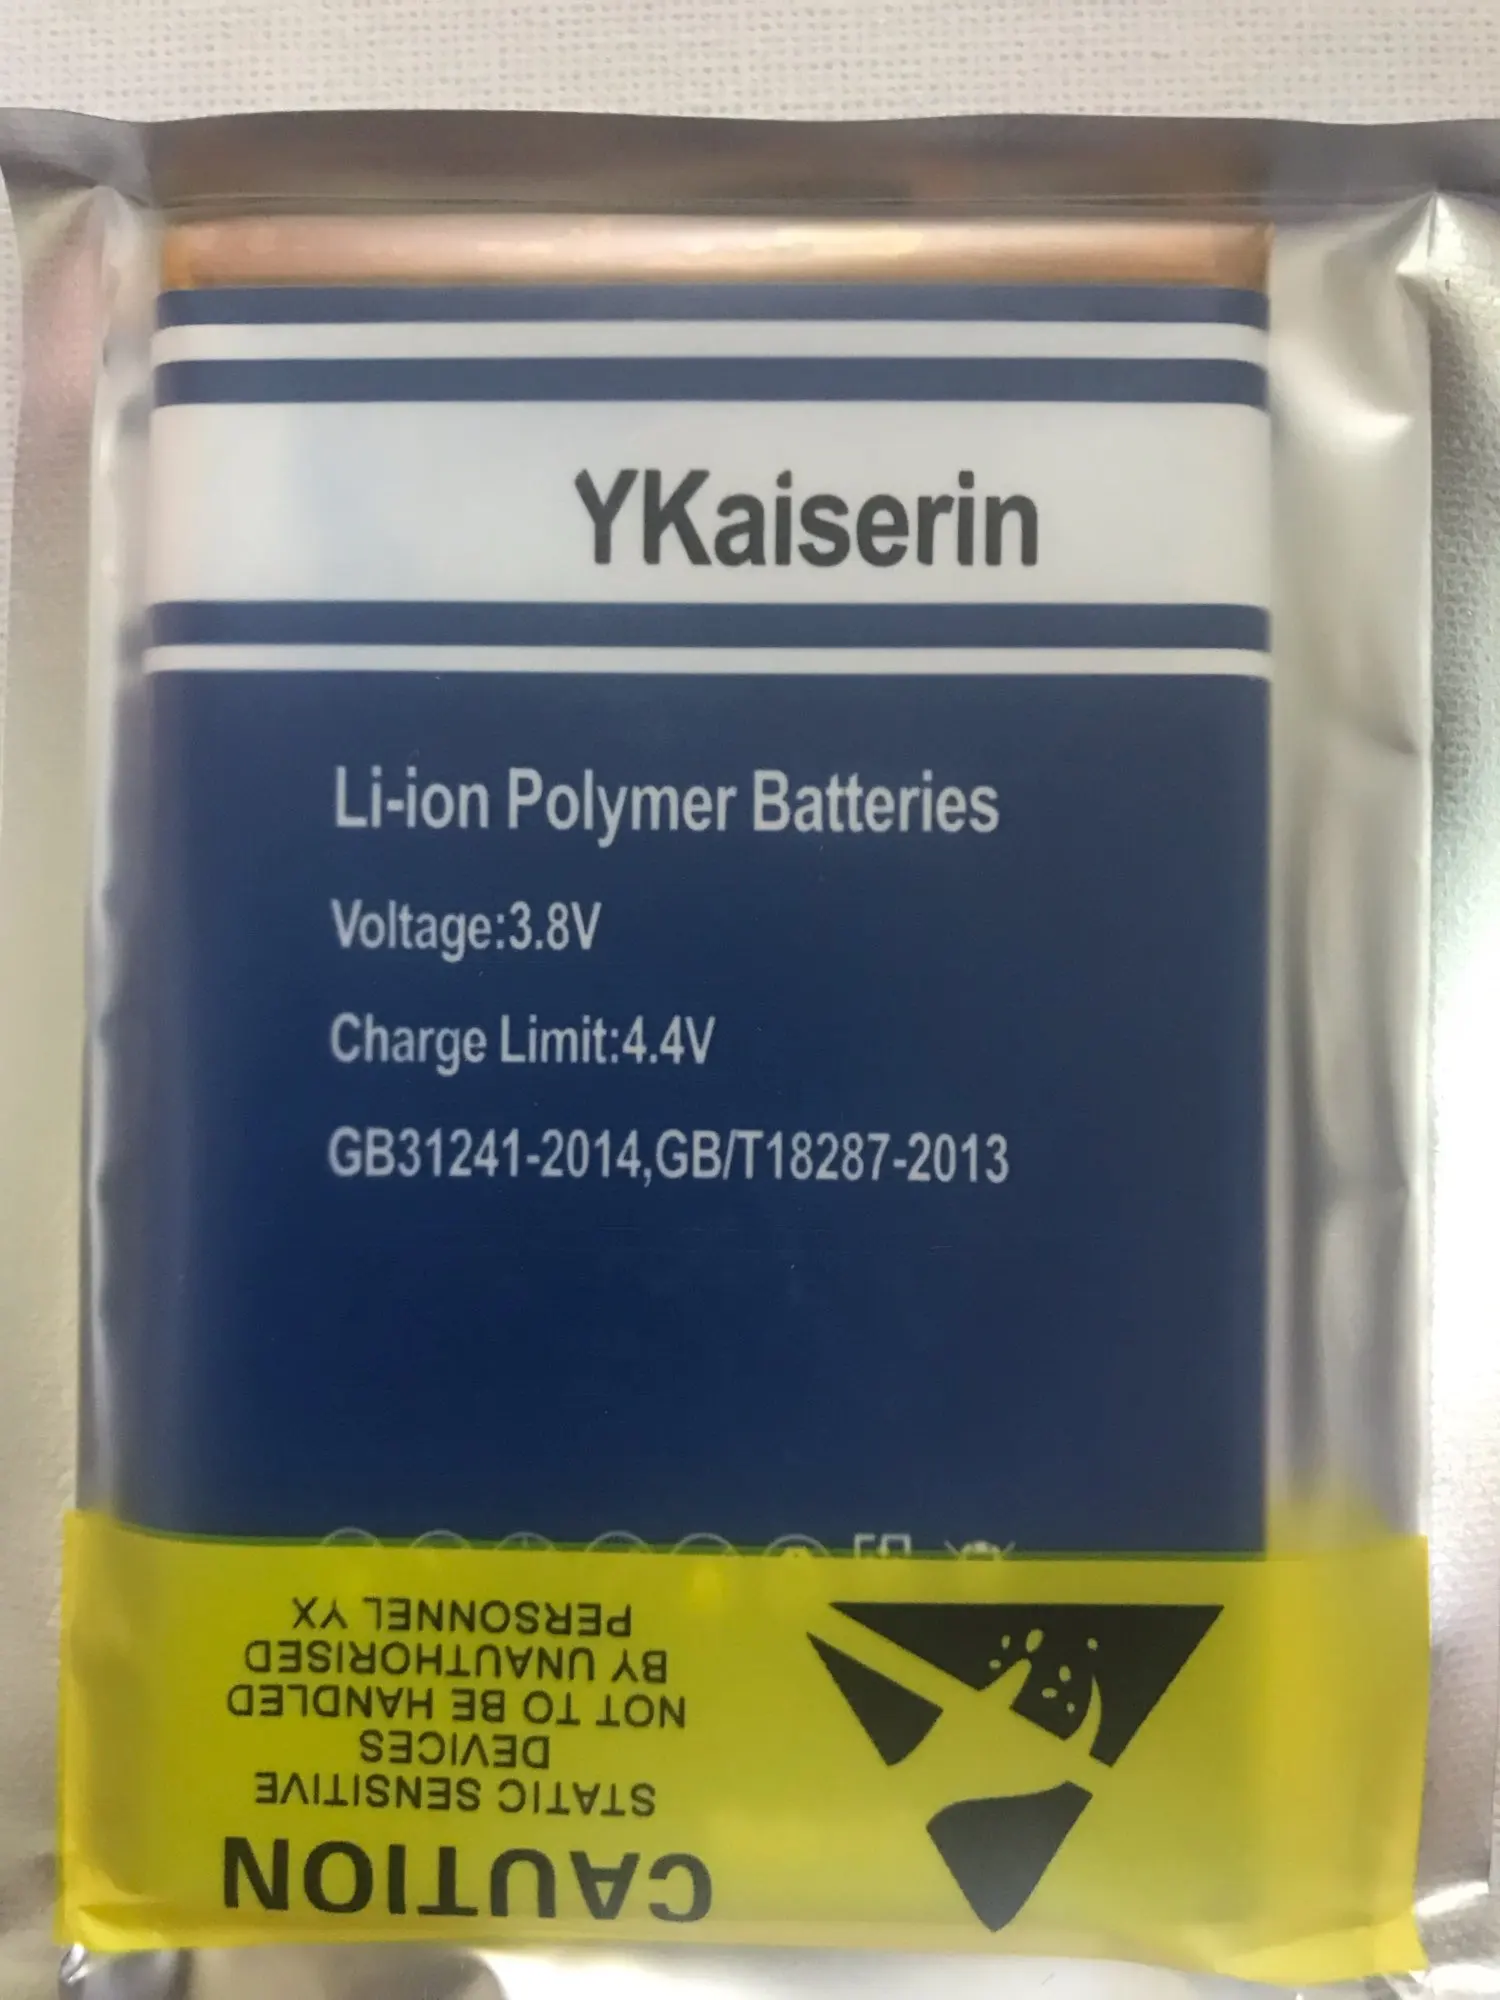 YKaiserin
Li-ion Polymer Batteries
Voltage:3.8V
Charge Limit:4.4V
GB31241-2014,GB/T18287-2013
CAUTION
STATIC SENSITIVE
DEVICES
NOT TO BE HANDLED
BY UNAUTHORISED
PERSONNEL YX